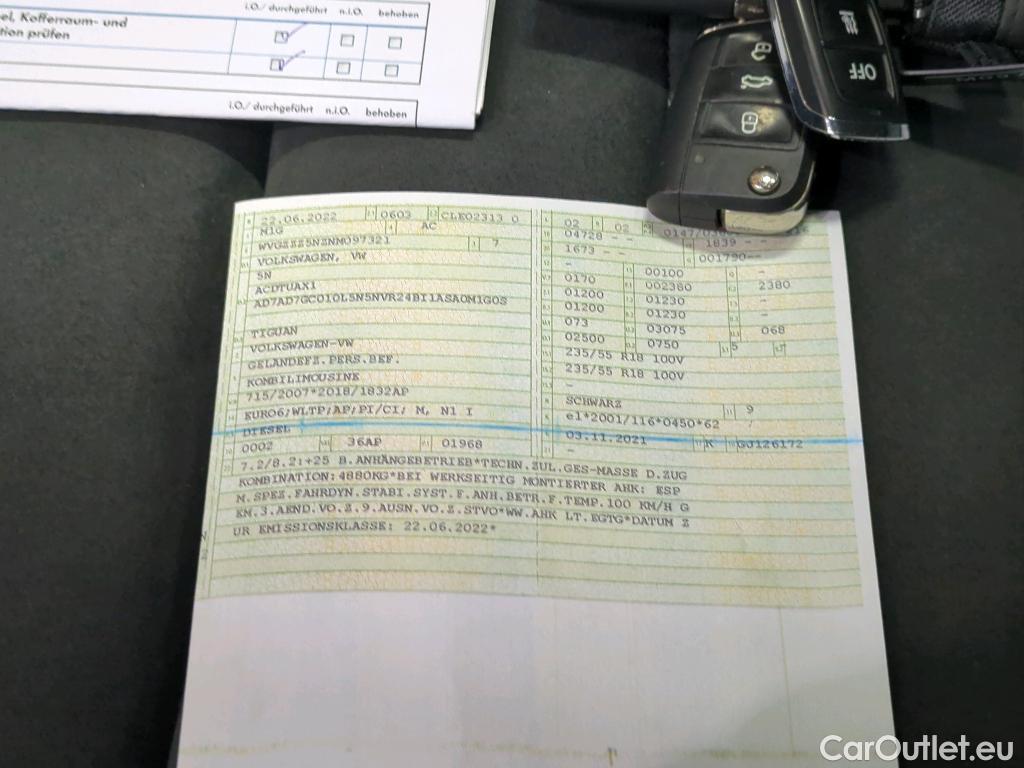 i.O./ durchgeführt n.i.O. behoben
el, Kofferraum- und
tion prüfen
i.O./ durchgeführt n.i.O. behoben
OFF
22.06.2022 0603 CLE02313 0
M1G AC
WVGZZZ5NZNM097321 7
VOLKSWAGEN, VW
5N
ACDTUAX1
AD7AD7GC010L5N5NVR24BI1ASA0M1G0S
TIGUAN
VOLKSWAGEN-VW
GELÄNDEFZ.PERS.BEF.
KOMBILIMOUSINE
715/2007*2018/1832AP
EURO6;WLTP;AP;PI/CI; M, N1 I
DIESEL
0002 36AP 01968
02 02
04728 - - 1839 - -
1673 - - 001790--
- 00100 -
0170 002380 2380
01200 01230 -
01200 01230 -
073 03075 068
02500 0750 5
235/55 R18 100V
235/55 R18 100V
-
SCHWARZ 9
e1*2001/116*0450*62
03.11.2021 K GJ126172
-
7.2/8.2:+25 B.ANHÄNGEBETRIEB*TECHN.ZUL.GES-MASSE D.ZUG
KOMBINATION:4880KG*BEI WERKSEITIG MONTIERTER AHK: ESP
M.SPEZ.FAHRDYN.STABI.SYST.F.ANH.BETR.F.TEMP.100 KM/H G
EM.3.AEND.VO.Z.9.AUSN.VO.Z.STVO*WW.AHK LT.EGTG*DATUM Z
UR EMISSIONSKLASSE: 22.06.2022*
CarOutlet.eu